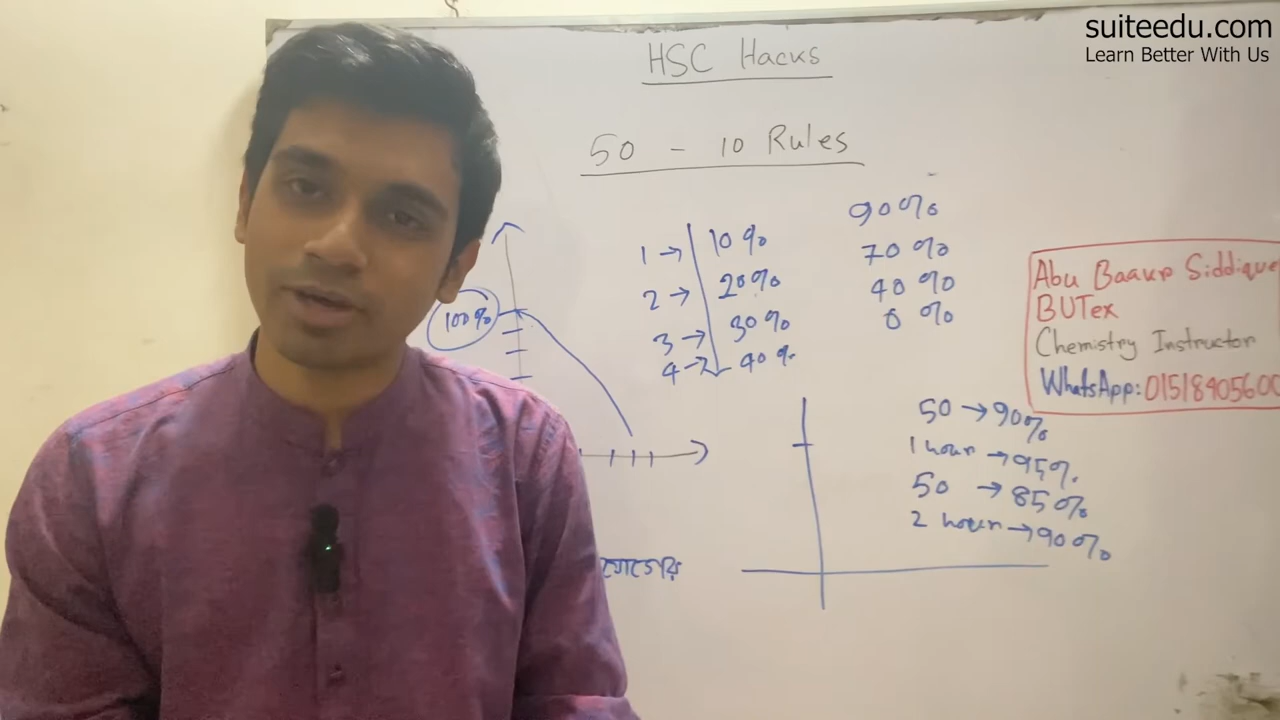 suiteedu.com
Learn Better With Us
HSC Hacks
50 - 10 Rules
100%
1 → 10%
2 → 20%
3 → 30%
4 → 40%
90%
70%
40%
0%
Abu Baakr Siddique
BUTex
Chemistry Instructor
WhatsApp: 01518405600
50 → 90%
1 hour → 95%
50 → 85%
2 hour → 90%